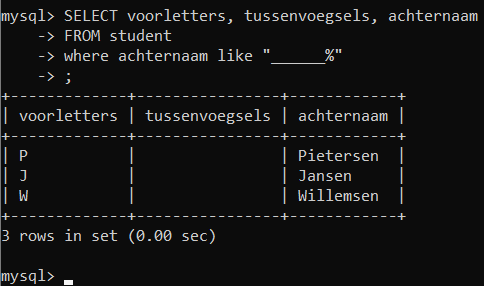 mysql> SELECT voorletters, tussenvoegsels, achternaam
    -> FROM student
    -> where achternaam like "______%"
    -> ;
+-------------+----------------+------------+
| voorletters | tussenvoegsels | achternaam |
+-------------+----------------+------------+
| P           |                | Pietersen  |
| J           |                | Jansen     |
| W           |                | Willemsen  |
+-------------+----------------+------------+
3 rows in set (0.00 sec)

mysql> _